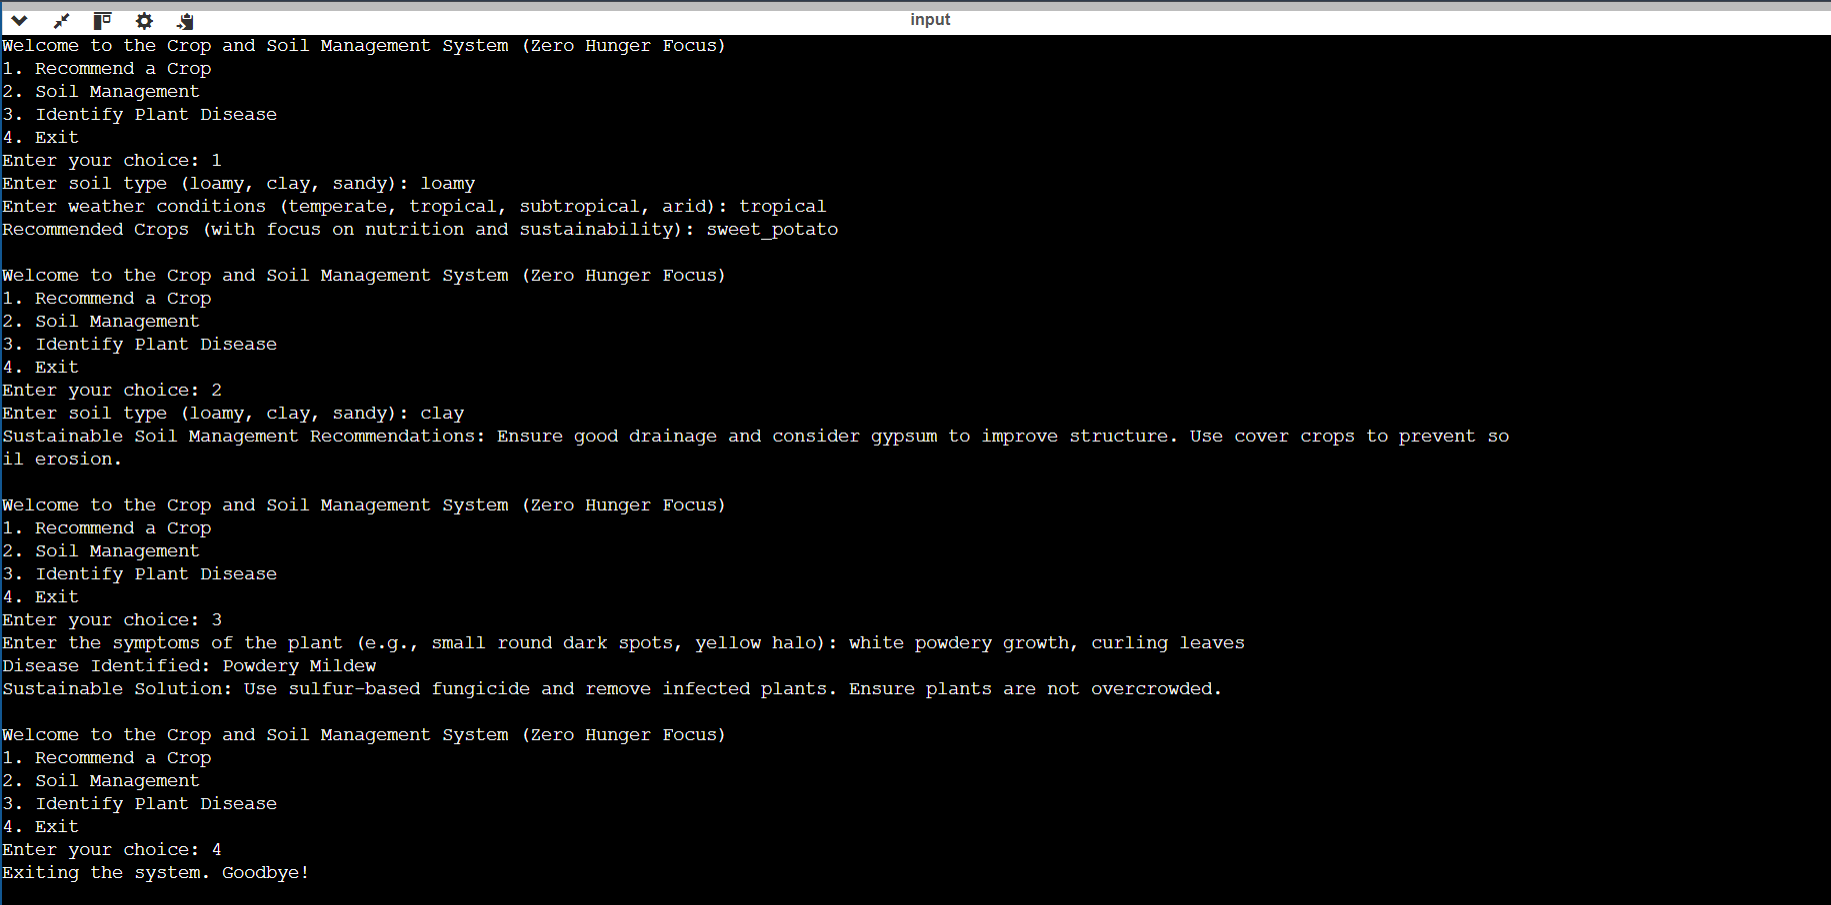 input
Welcome to the Crop and Soil Management System (Zero Hunger Focus)
1. Recommend a Crop
2. Soil Management
3. Identify Plant Disease
4. Exit
Enter your choice: 1
Enter soil type (loamy, clay, sandy): loamy
Enter weather conditions (temperate, tropical, subtropical, arid): tropical
Recommended Crops (with focus on nutrition and sustainability): sweet_potato
Welcome to the Crop and Soil Management System (Zero Hunger Focus)
1. Recommend a Crop
2. Soil Management
3. Identify Plant Disease
4. Exit
Enter your choice: 2
Enter soil type (loamy, clay, sandy): clay
Sustainable Soil Management Recommendations: Ensure good drainage and consider gypsum to improve structure. Use cover crops to prevent so
il erosion.
Welcome to the Crop and Soil Management System (Zero Hunger Focus)
1. Recommend a Crop
2. Soil Management
3. Identify Plant Disease
4. Exit
Enter your choice: 3
Enter the symptoms of the plant (e.g., small round dark spots, yellow halo): white powdery growth, curling leaves
Disease Identified: Powdery Mildew
Sustainable Solution: Use sulfur-based fungicide and remove infected plants. Ensure plants are not overcrowded.
Welcome to the Crop and Soil Management System (Zero Hunger Focus)
1. Recommend a Crop
2. Soil Management
3. Identify Plant Disease
4. Exit
Enter your choice: 4
Exiting the system. Goodbye!